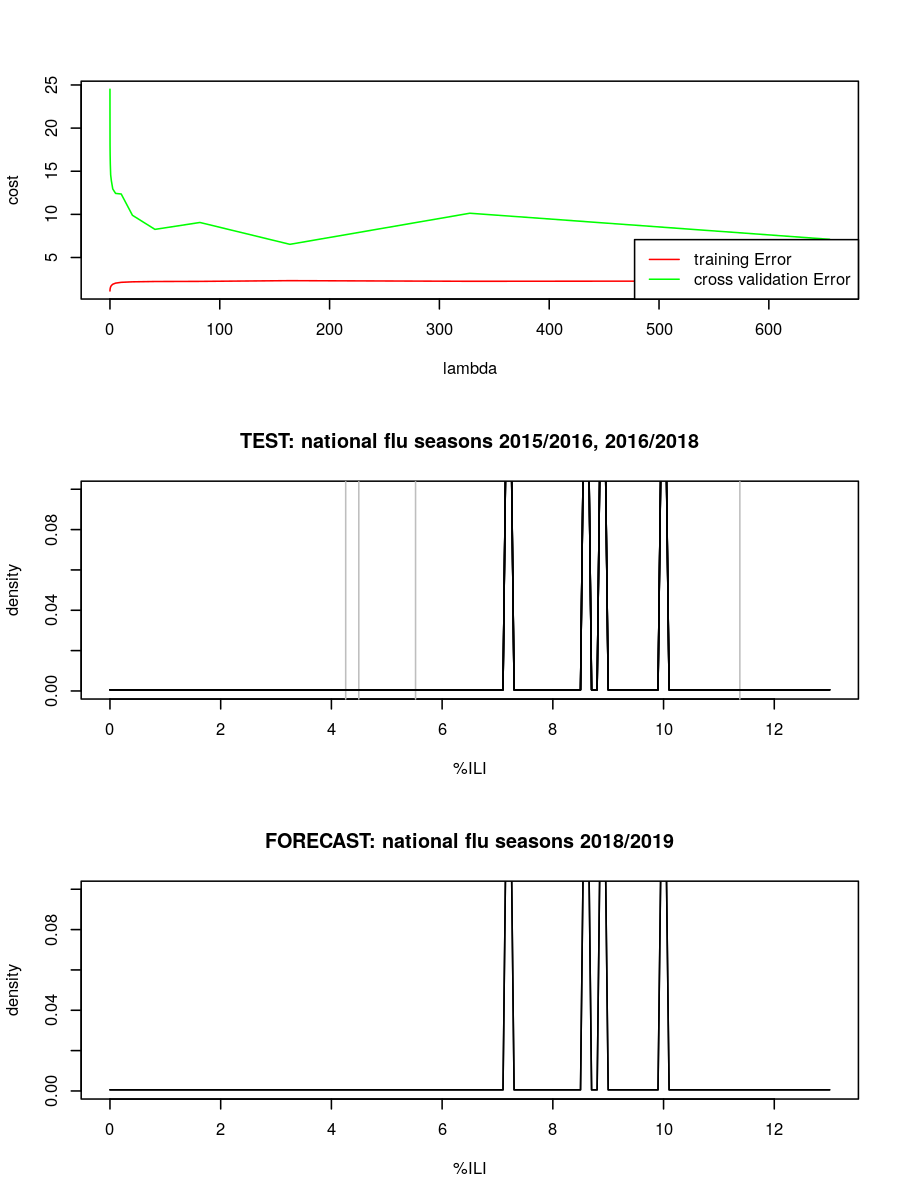 cost
25
20
15
10
5
training Error
cross validation Error
0 100 200 300 400 500 600
lambda
TEST: national flu seasons 2015/2016, 2016/2018
density
0.08
0.04
0.00
0 2 4 6 8 10 12
%ILI
FORECAST: national flu seasons 2018/2019
density
0.08
0.04
0.00
0 2 4 6 8 10 12
%ILI